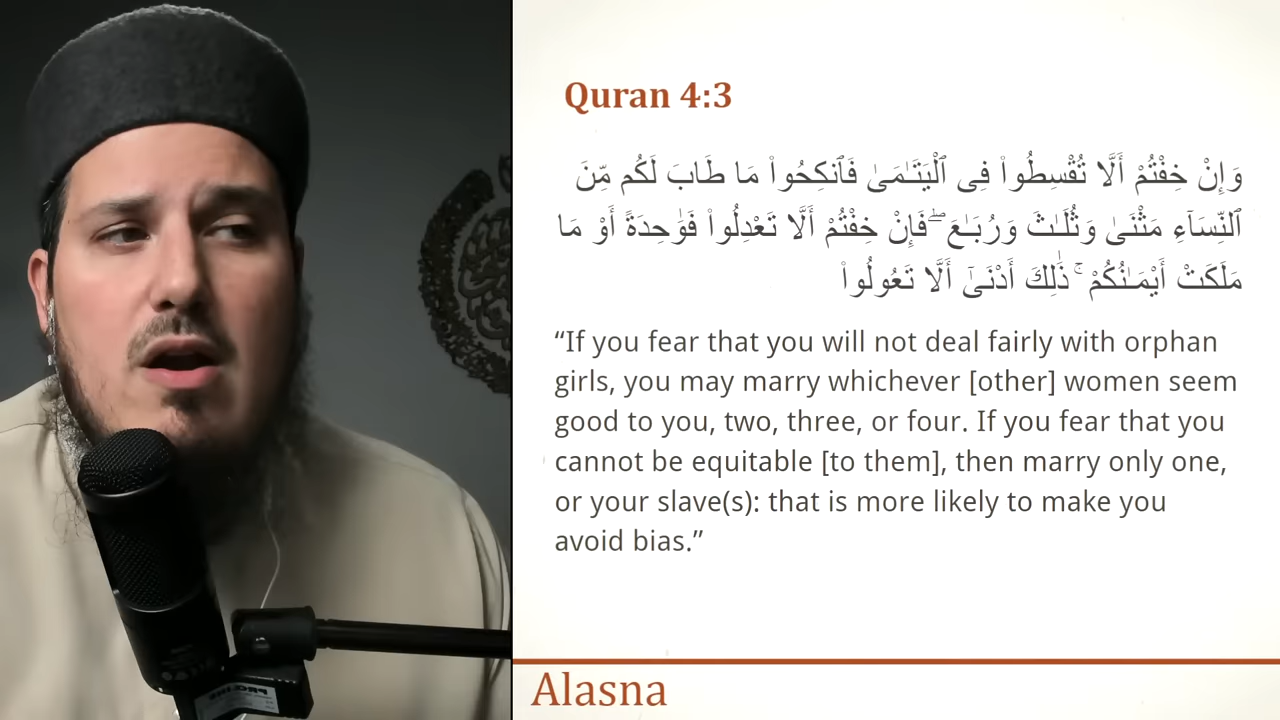 Quran 4:3
وَإِنْ خِفْتُمْ أَلَّا تُقْسِطُوا۟ فِى ٱلْيَتَـٰمَىٰ فَٱنكِحُوا۟ مَا طَابَ لَكُم مِّنَ
ٱلنِّسَآءِ مَثْنَىٰ وَثُلَـٰثَ وَرُبَـٰعَ ۖ فَإِنْ خِفْتُمْ أَلَّا تَعْدِلُوا۟ فَوَٰحِدَةً أَوْ مَا
مَلَكَتْ أَيْمَـٰنُكُمْ ۚ ذَٰلِكَ أَدْنَىٰٓ أَلَّا تَعُولُوا۟
“If you fear that you will not deal fairly with orphan
girls, you may marry whichever [other] women seem
good to you, two, three, or four. If you fear that you
cannot be equitable [to them], then marry only one,
or your slave(s): that is more likely to make you
avoid bias.”
Alasna